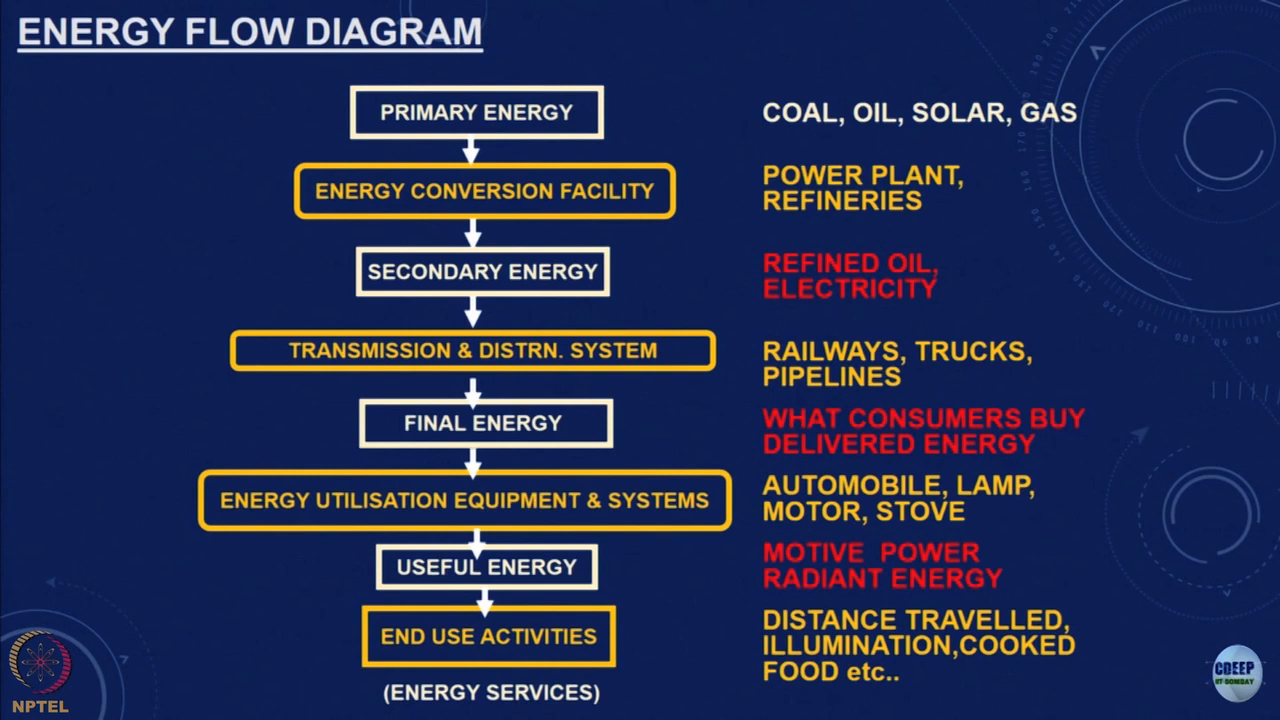 ENERGY FLOW DIAGRAM
PRIMARY ENERGY
COAL, OIL, SOLAR, GAS
ENERGY CONVERSION FACILITY
POWER PLANT,
REFINERIES
SECONDARY ENERGY
REFINED OIL,
ELECTRICITY
TRANSMISSION & DISTRN. SYSTEM
RAILWAYS, TRUCKS,
PIPELINES
FINAL ENERGY
WHAT CONSUMERS BUY
DELIVERED ENERGY
ENERGY UTILISATION EQUIPMENT & SYSTEMS
AUTOMOBILE, LAMP,
MOTOR, STOVE
USEFUL ENERGY
MOTIVE POWER
RADIANT ENERGY
END USE ACTIVITIES
DISTANCE TRAVELLED,
ILLUMINATION,COOKED
FOOD etc..
(ENERGY SERVICES)
NPTEL
CDEEP
IIT BOMBAY